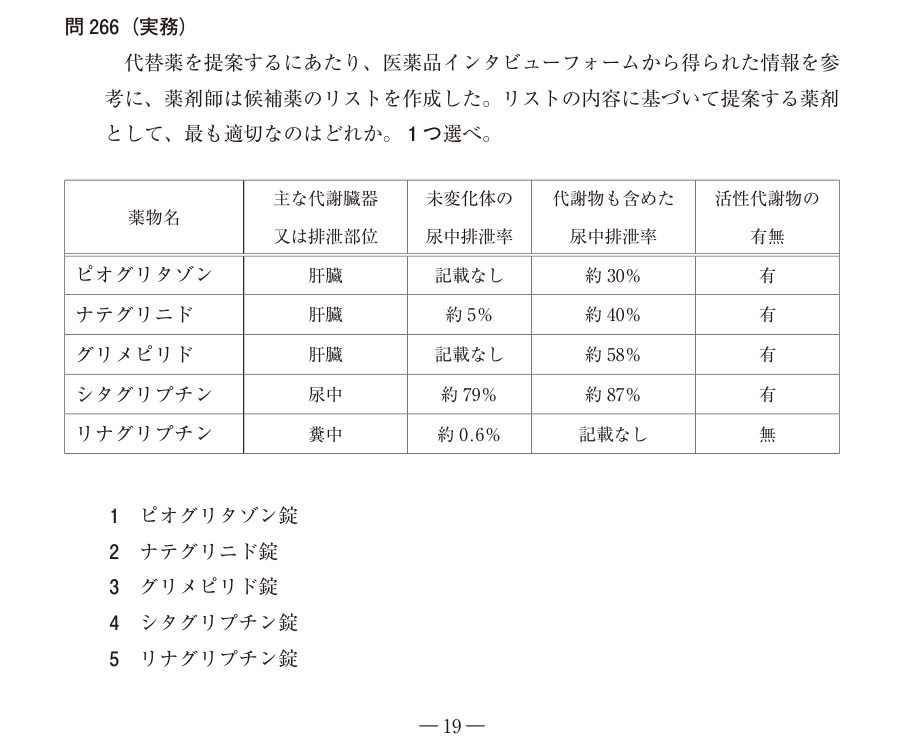 問 266（実務）
代替薬を提案するにあたり、医薬品インタビューフォームから得られた情報を参
考に、薬剤師は候補薬のリストを作成した。リストの内容に基づいて提案する薬剤
として、最も適切なのはどれか。1つ選べ。
薬物名 主な代謝臓器又は排泄部位 未変化体の尿中排泄率 代謝物も含めた尿中排泄率 活性代謝物の有無
ピオグリタゾン 肝臓 記載なし 約 30% 有
ナテグリニド 肝臓 約 5% 約 40% 有
グリメピリド 肝臓 記載なし 約 58% 有
シタグリプチン 尿中 約 79% 約 87% 有
リナグリプチン 糞中 約 0.6% 記載なし 無
1 ピオグリタゾン錠
2 ナテグリニド錠
3 グリメピリド錠
4 シタグリプチン錠
5 リナグリプチン錠
— 19 —